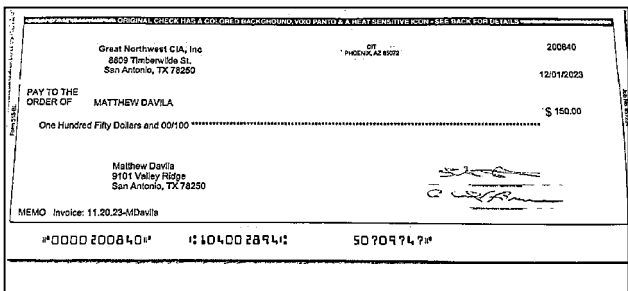 ORIGINAL CHECK HAS A COLORED BACKGROUND, VOID PANTO & A HEAT SENSITIVE ICON - SEE BACK FOR DETAILS
Great Northwest CIA, Inc
8809 Timberwilde St.
San Antonio, TX 78250
CIT
PHOENIX, AZ 85072
200840
12/01/2023
PAY TO THE
ORDER OF MATTHEW DAVILA
$ 150.00
One Hundred Fifty Dollars and 00/100 ****
Matthew Davila
9101 Valley Ridge
San Antonio, TX 78250
MEMO Invoice: 11.20.23-MDavila
⑈0000200840⑈ ⑆104002894⑆ 50709747⑈